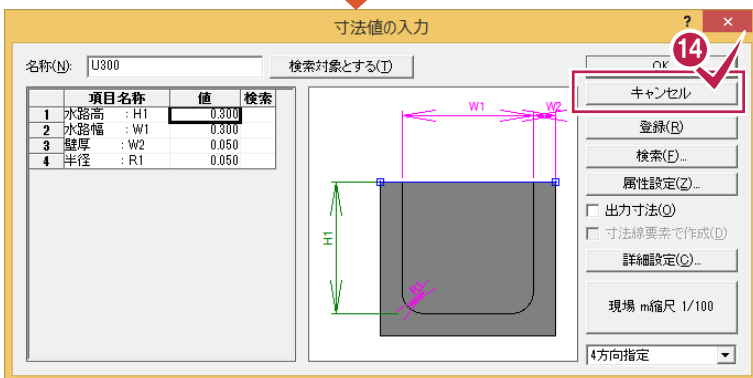 寸法値の入力
? ×
名称(N): U300 検索対象とする(T)
14
キャンセル
登録(R)
検索(F)...
属性設定(Z)...
出力寸法(O)
寸法線要素で作成(D)
詳細設定(C)...
現場 m縮尺 1/100
4方向指定
項目名称 値 検索
1 水路高 : H1 0.300
2 水路幅 : W1 0.300
3 壁厚 : W2 0.050
4 半径 : R1 0.050
W1 W2
H1
R1